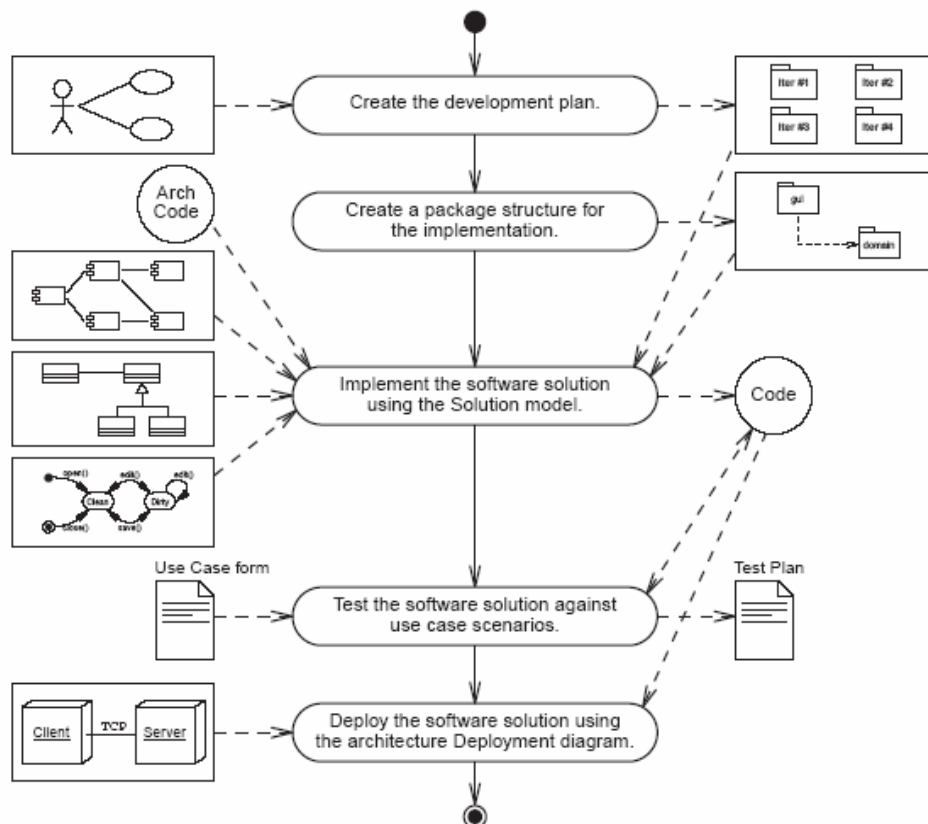 Create the development plan.
Iter #1
Iter #2
Iter #3
Iter #4
Arch
Code
Create a package structure for
the implementation.
gui
domain
Implement the software solution
using the Solution model.
Code
open()
edit()
edit()
Clean
Dirty
close()
save()
Use Case form
Test Plan
Test the software solution against
use case scenarios.
Client
TCP
Server
Deploy the software solution using
the architecture Deployment diagram.